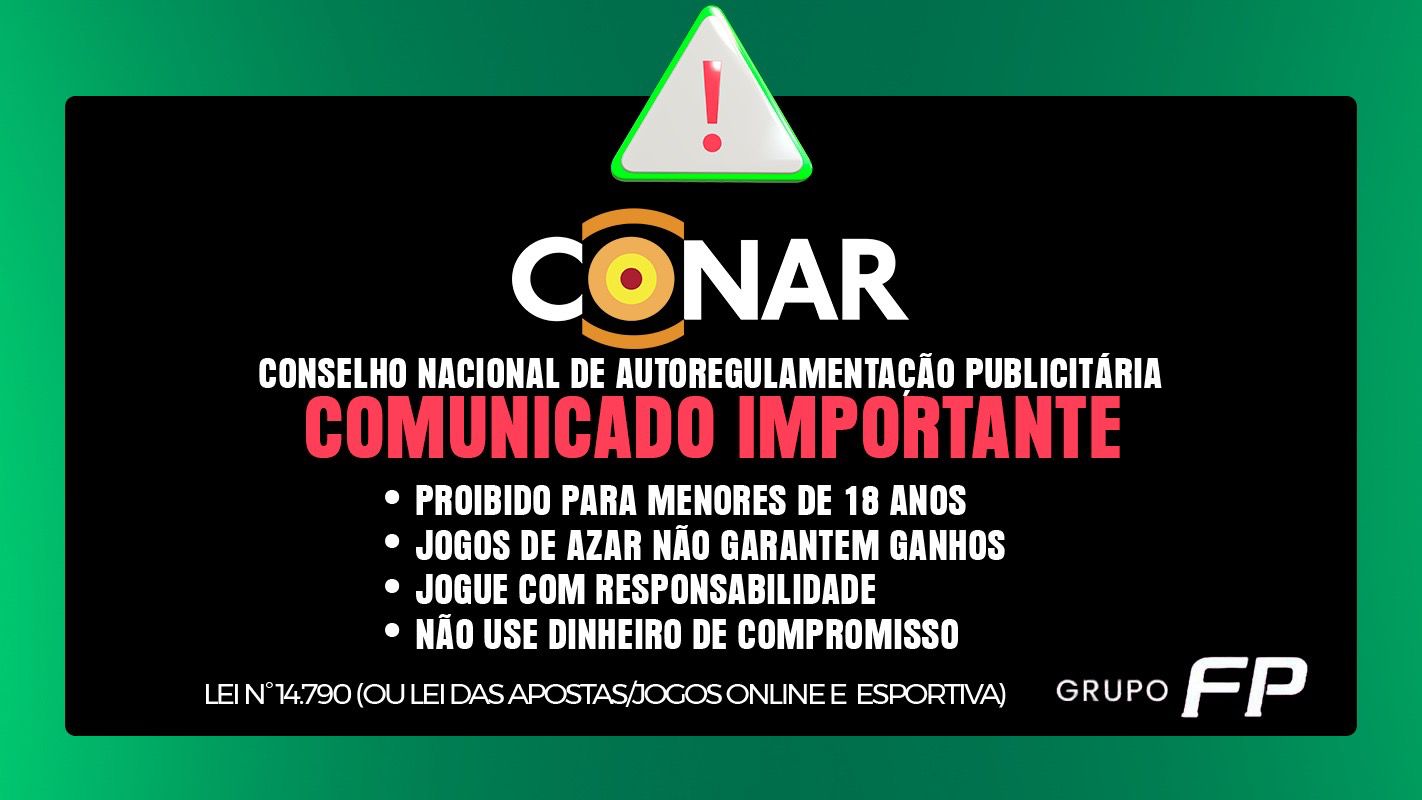 !
CONAR
CONSELHO NACIONAL DE AUTOREGULAMENTAÇÃO PUBLICITÁRIA
COMUNICADO IMPORTANTE
• PROIBIDO PARA MENORES DE 18 ANOS
• JOGOS DE AZAR NÃO GARANTEM GANHOS
• JOGUE COM RESPONSABILIDADE
• NÃO USE DINHEIRO DE COMPROMISSO
LEI N° 14.790 (OU LEI DAS APOSTAS/JOGOS ONLINE E ESPORTIVA)
GRUPO FP